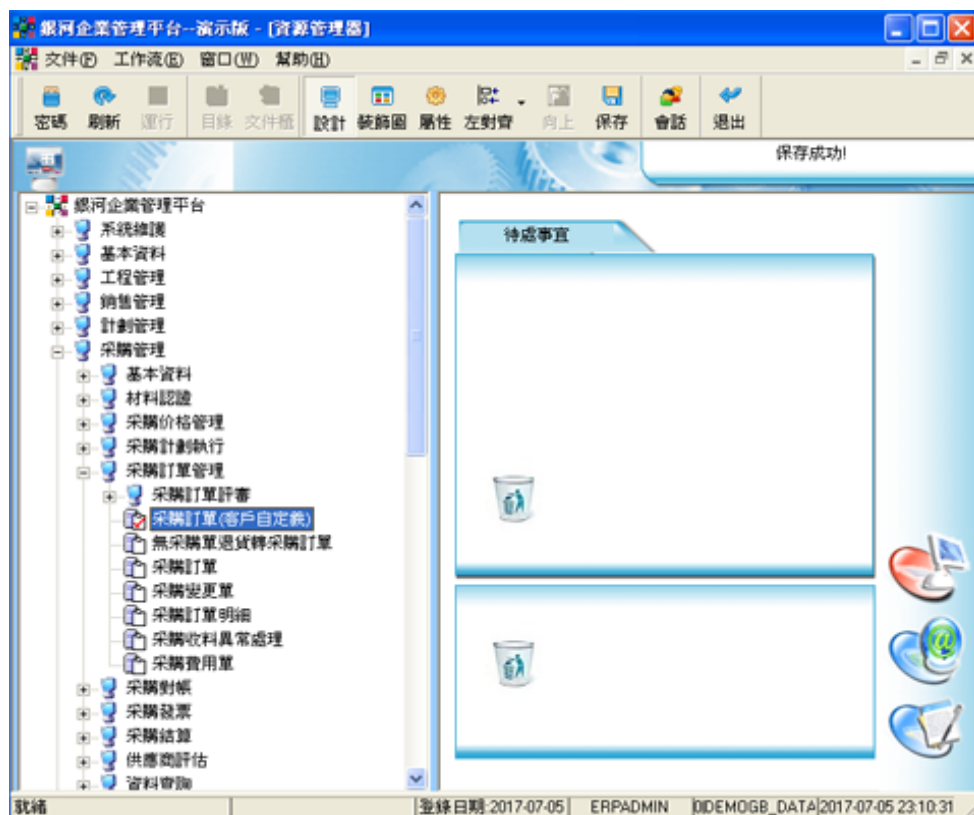 銀河企業管理平台--演示版 - [資源管理器]
文件(F) 工作流(E) 窗口(W) 幫助(H)
密碼 刷新 運行 目錄 文件櫃 設計 裝飾圖 屬性 左對齊 向上 保存 會話 退出
保存成功!
銀河企業管理平台
系統維護
基本資料
工程管理
銷售管理
計劃管理
采購管理
基本資料
材料認證
采購价格管理
采購計劃執行
采購訂單管理
采購訂單評審
采購訂單(客戶自定義)
無采購單退貨轉采購訂單
采購訂單
采購變更單
采購訂單明細
采購收料異常處理
采購費用單
采購對帳
采購發票
采購結算
供應商評估
資料查詢
待處事宜
就緒 登錄日期:2017-07-05 ERPADMIN DEMOGB_DATA 2017-07-05 23:10:31